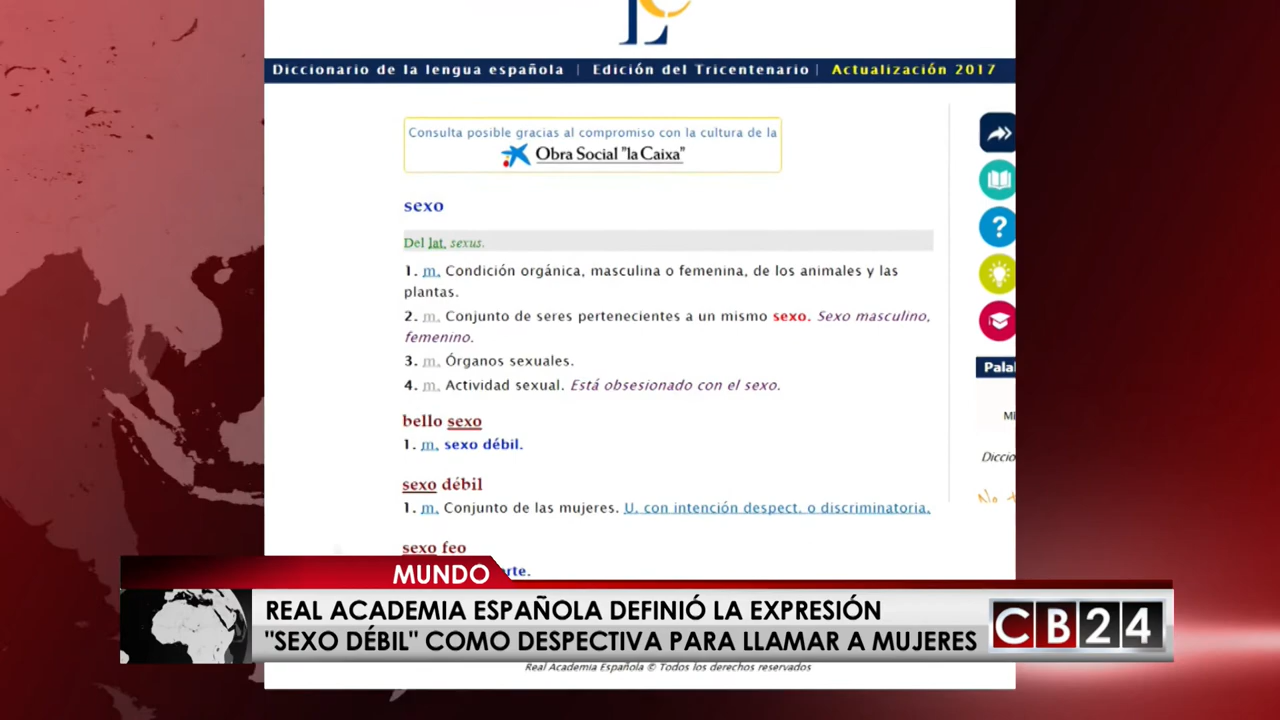 Diccionario de la lengua española | Edición del Tricentenario | Actualización 2017
Consulta posible gracias al compromiso con la cultura de la
Obra Social "la Caixa"
sexo
Del lat. sexus.
1. m. Condición orgánica, masculina o femenina, de los animales y las
plantas.
2. m. Conjunto de seres pertenecientes a un mismo sexo. Sexo masculino,
femenino.
3. m. Órganos sexuales.
4. m. Actividad sexual. Está obsesionado con el sexo.
bello sexo
1. m. sexo débil.
sexo débil
1. m. Conjunto de las mujeres. U. con intención despect. o discriminatoria.
sexo feo
rte.
?
Pala
Mi
Diccio
No
MUNDO
REAL ACADEMIA ESPAÑOLA DEFINIÓ LA EXPRESIÓN
"SEXO DÉBIL" COMO DESPECTIVA PARA LLAMAR A MUJERES
CB24
Real Academia Española © Todos los derechos reservados